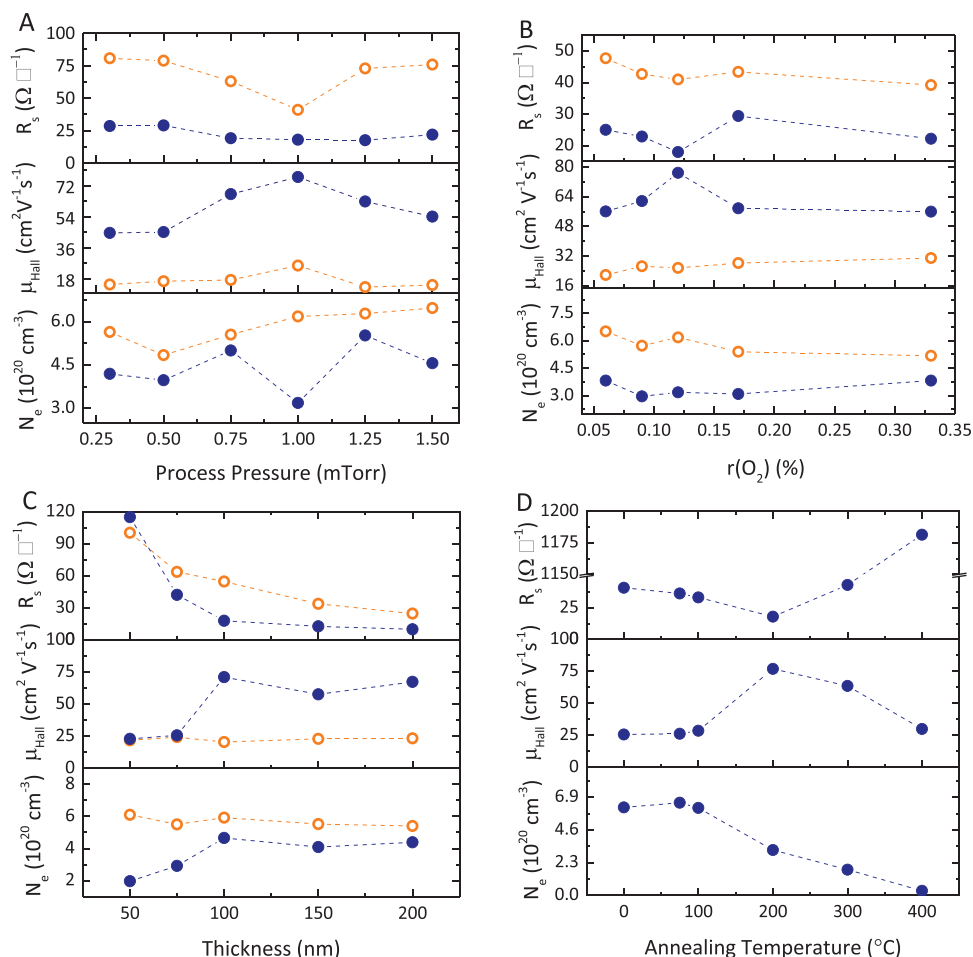 A
R_s (Ω □⁻¹)
100
75
50
25
0
μ_Hall (cm²V⁻¹s⁻¹)
72
54
36
18
N_e (10²⁰ cm⁻³)
6.0
4.5
3.0
0.25 0.50 0.75 1.00 1.25 1.50
Process Pressure (mTorr)
B
R_s (Ω □⁻¹)
50
40
30
20
μ_Hall (cm² V⁻¹s⁻¹)
80
64
48
32
16
N_e (10²⁰ cm⁻³)
7.5
6.0
4.5
3.0
0.05 0.10 0.15 0.20 0.25 0.30 0.35
r(O₂) (%)
C
R_s (Ω □⁻¹)
120
90
60
30
μ_Hall (cm² V⁻¹s⁻¹)
100
75
50
25
0
N_e (10²⁰ cm⁻³)
8
6
4
2
50 100 150 200
Thickness (nm)
D
R_s (Ω □⁻¹)
1200
1175
1150
25
μ_Hall (cm² V⁻¹s⁻¹)
100
75
50
25
0
N_e (10²⁰ cm⁻³)
6.9
4.6
2.3
0.0
0 100 200 300 400
Annealing Temperature (°C)